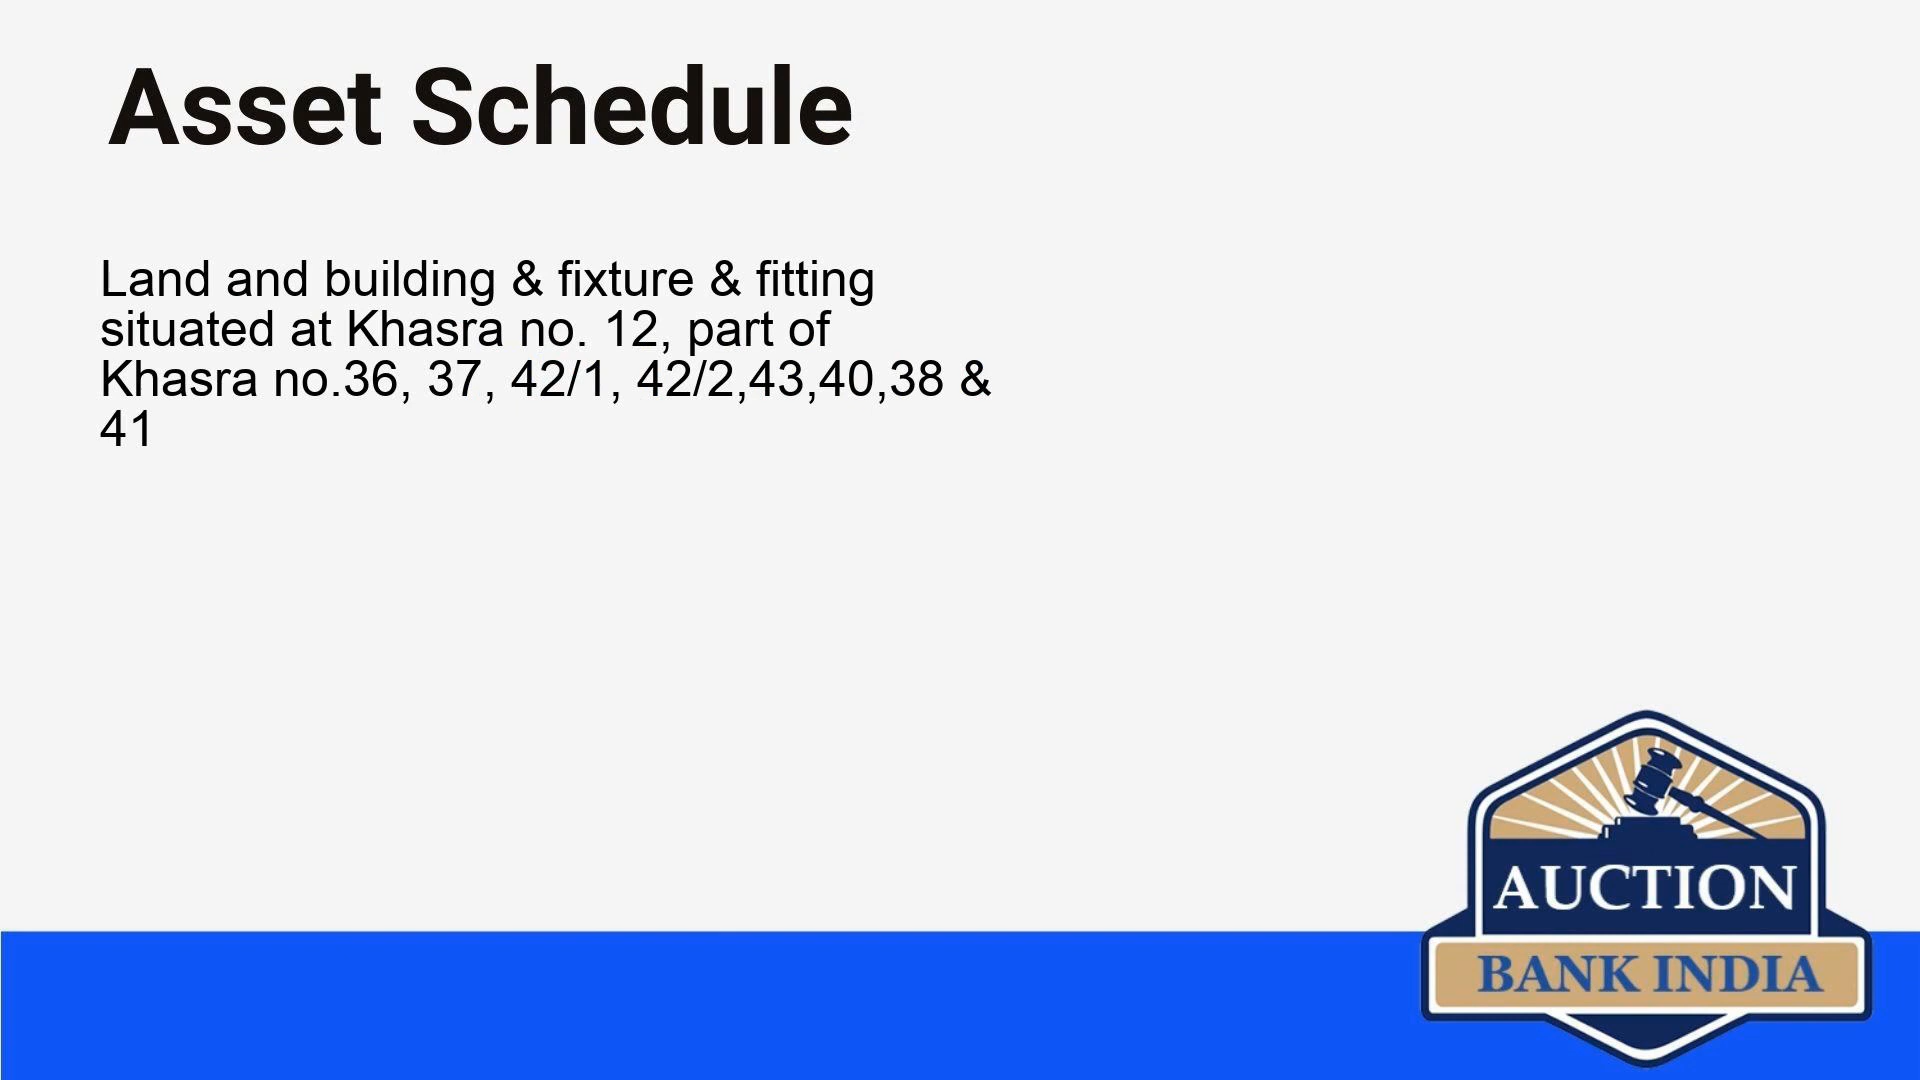 Asset Schedule
Land and building & fixture & fitting
situated at Khasra no. 12, part of
Khasra no.36, 37, 42/1, 42/2,43,40,38 &
41
AUCTION
BANK INDIA